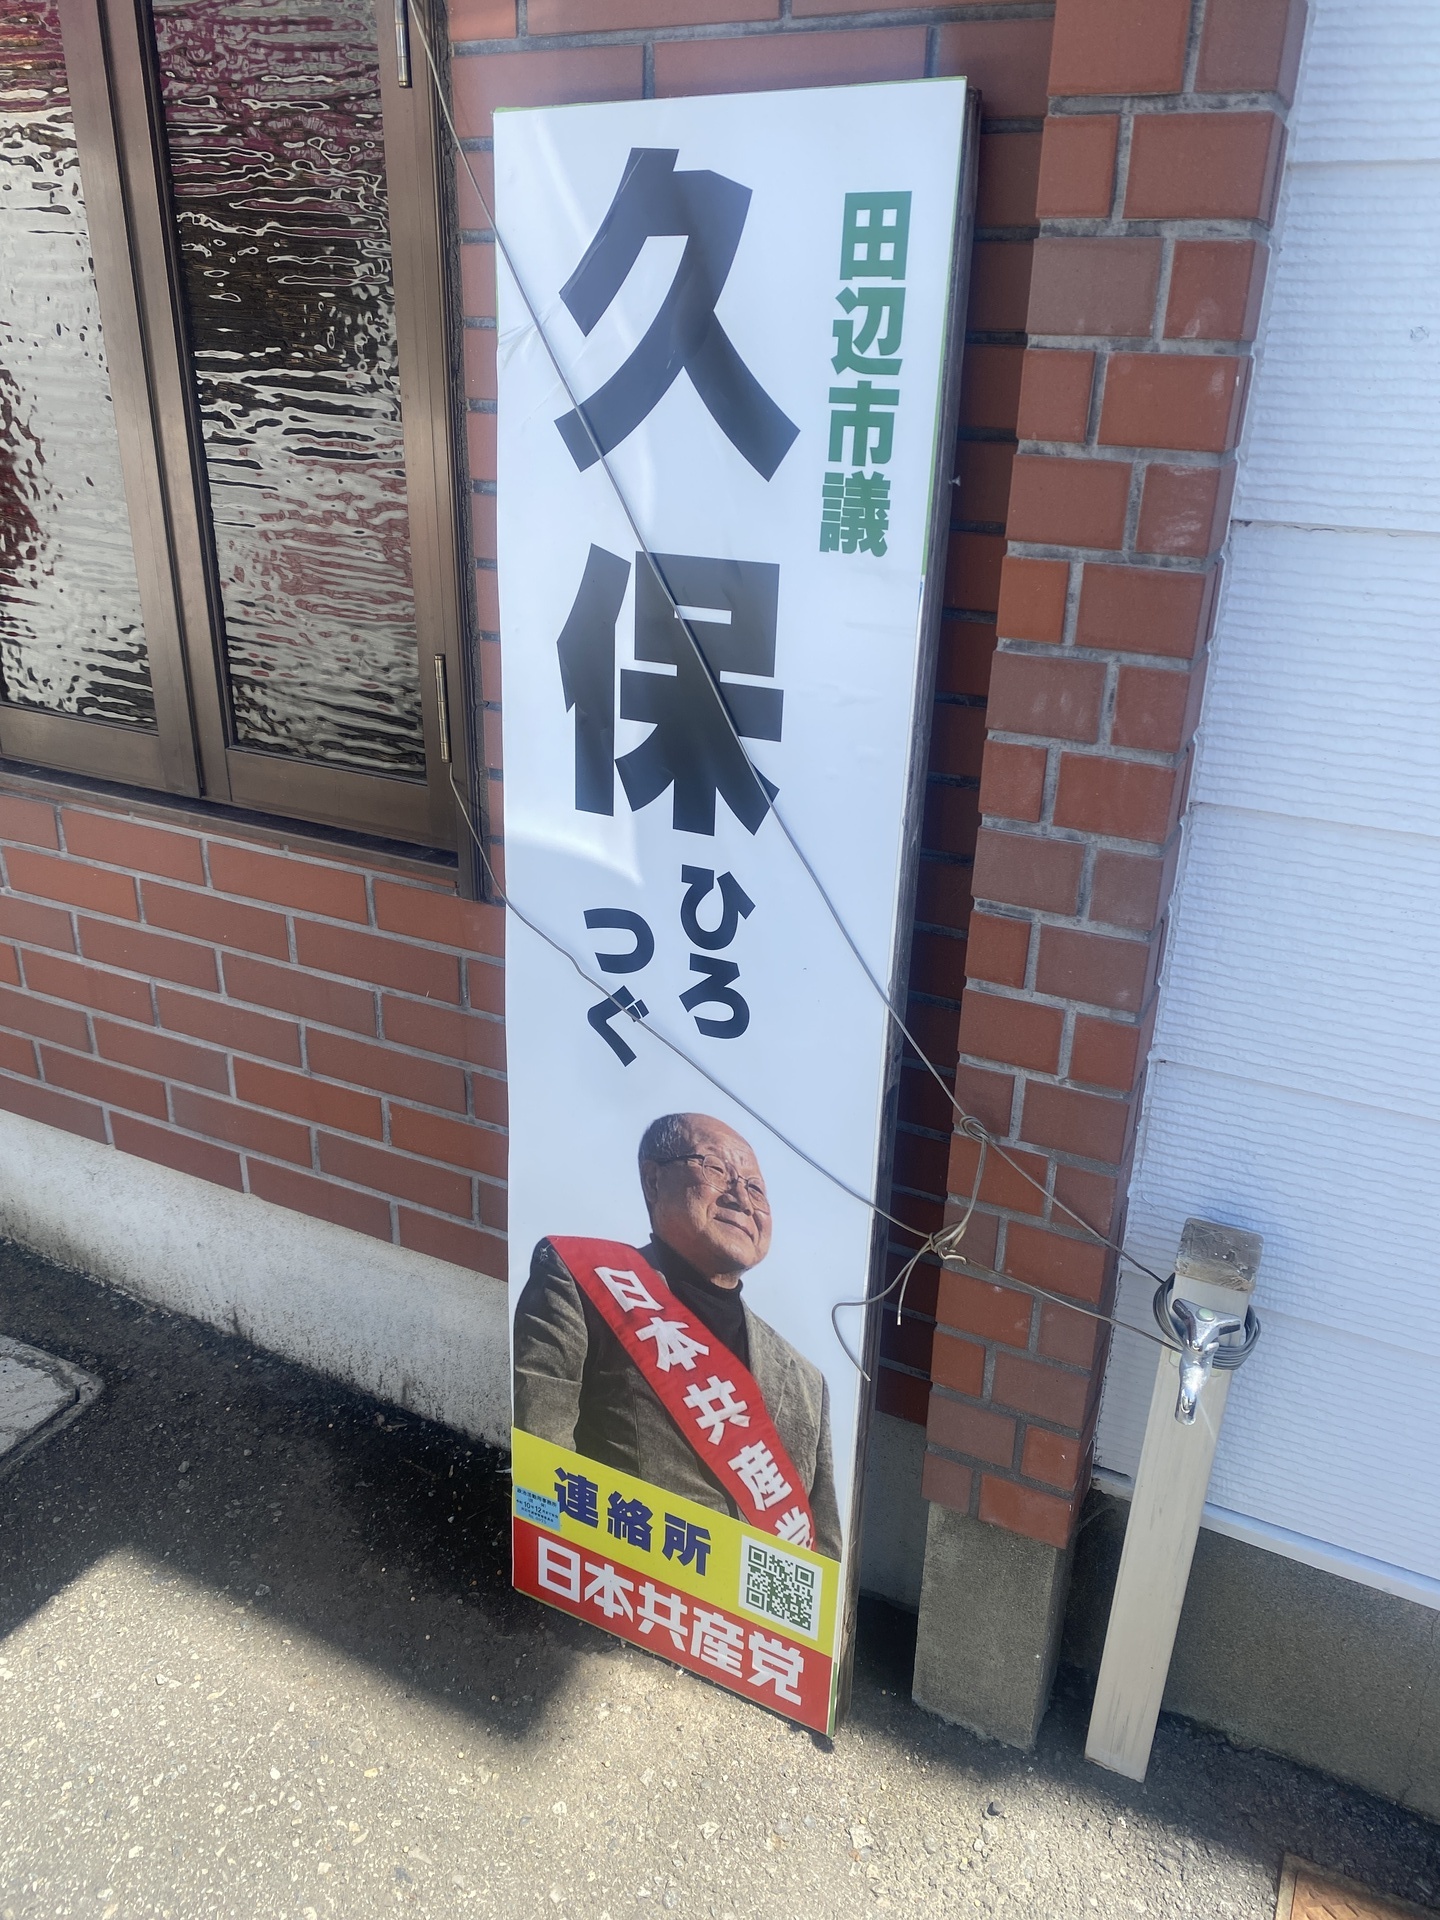 田辺市議
久保
ひろ
つぐ
日本共産党
連絡所
日本共産党